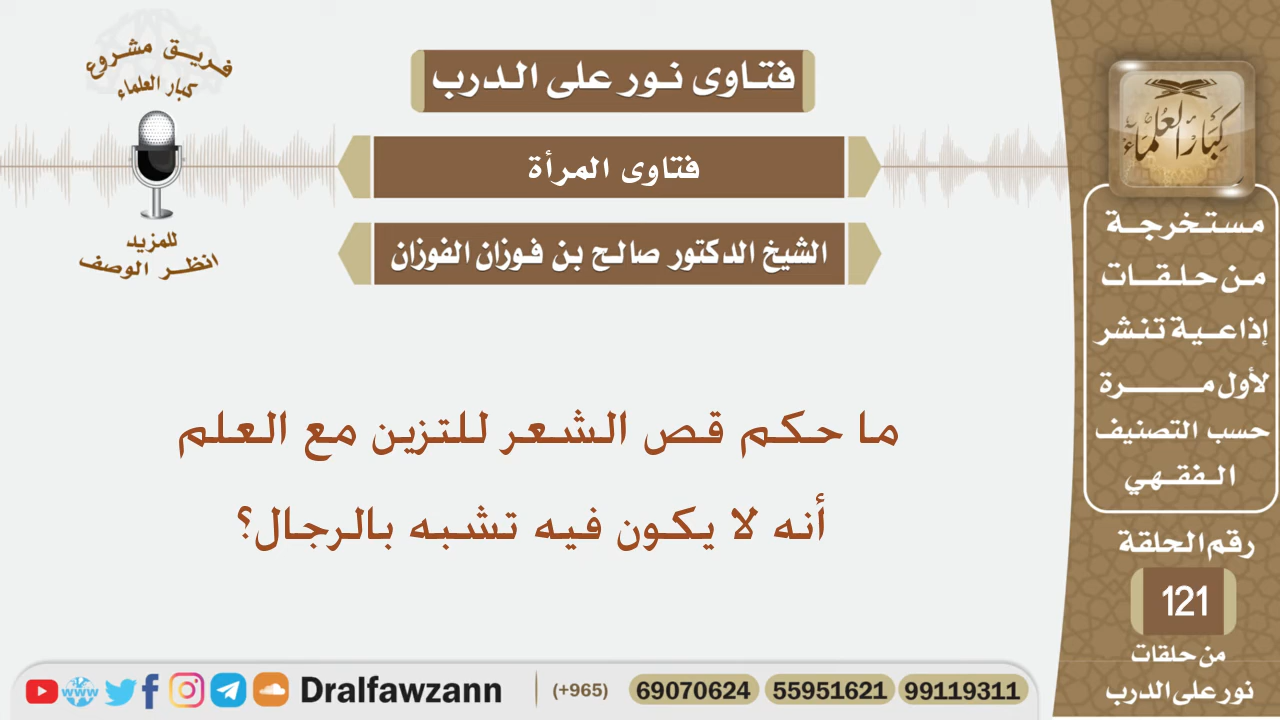 فتاوى نور على الدرب
فتاوى المرأة
الشيخ الدكتور صالح بن فوزان الفوزان
فريق مشروع
كبار العلماء
للمزيد
انظر الوصف
ما حكم قص الشعر للتزين مع العلم
أنه لا يكون فيه تشبه بالرجال؟
كبار العلماء
مستخرجة
من حلقات
إذاعية تنشر
لأول مرة
حسب التصنيف
الفقهي
رقم الحلقة
121
من حلقات
نور على الدرب
www
Dralfawzann
(+965) 69070624 55951621 99119311